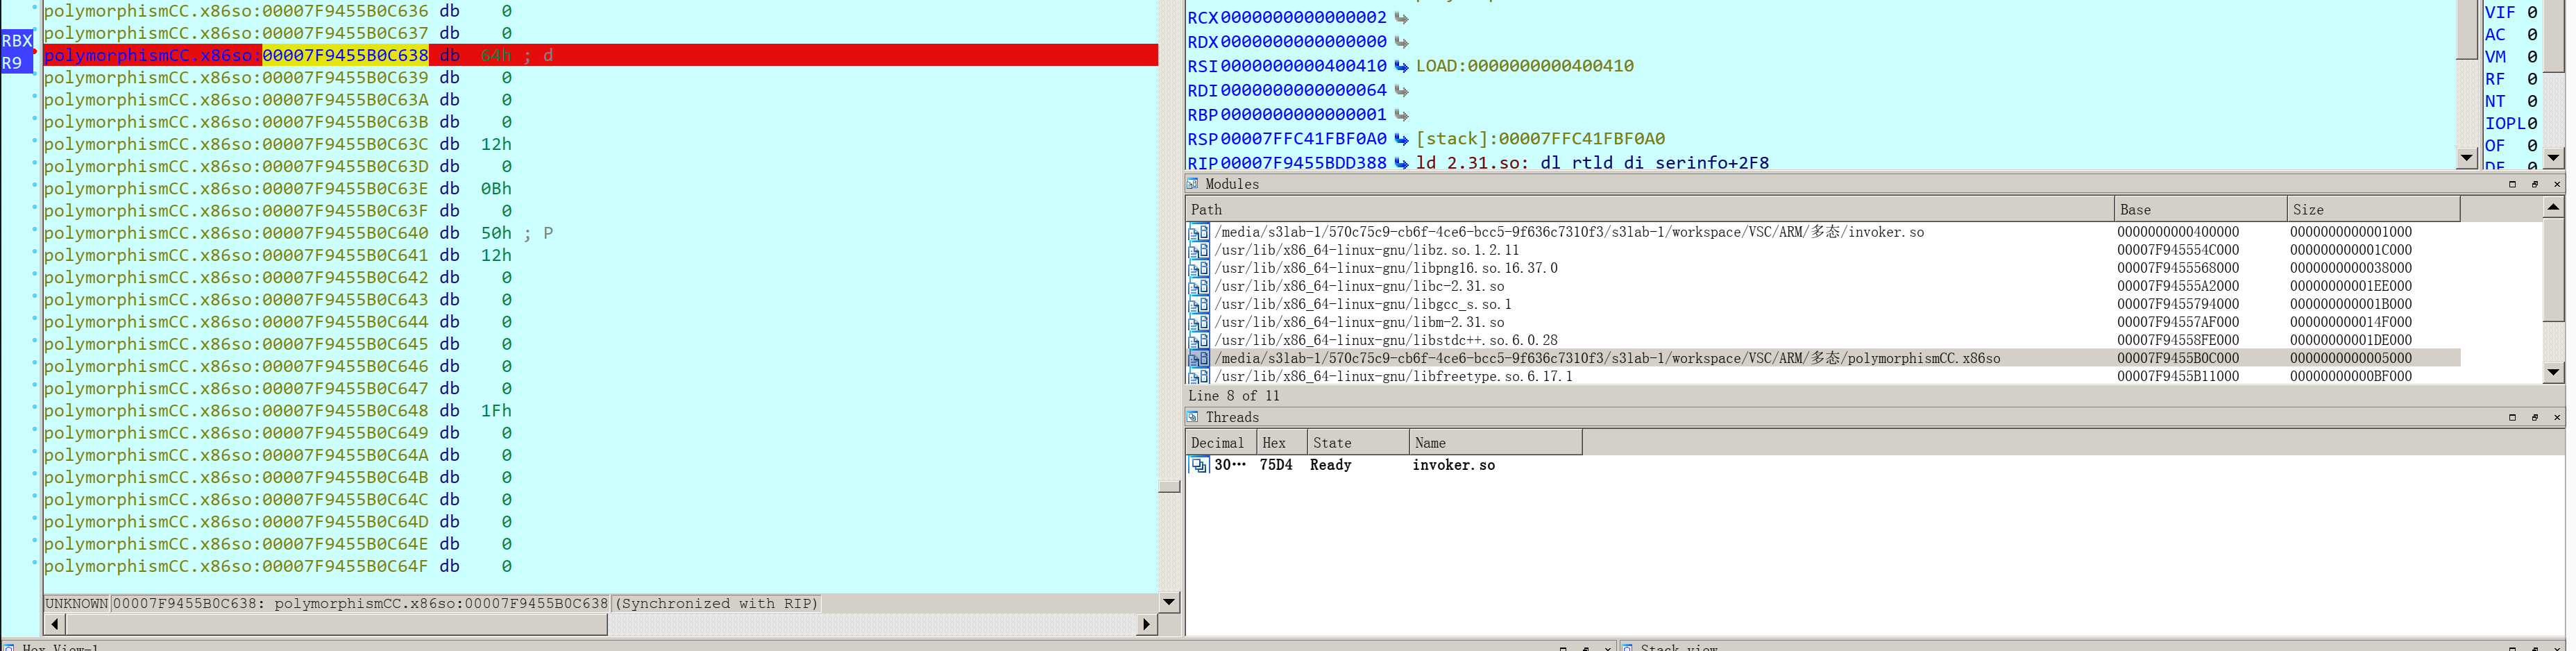 polymorphismCC.x86so:00007F9455B0C636 db 0
polymorphismCC.x86so:00007F9455B0C637 db 0
RBX
R9
polymorphismCC.x86so:00007F9455B0C638 db 64h ; d
polymorphismCC.x86so:00007F9455B0C639 db 0
polymorphismCC.x86so:00007F9455B0C63A db 0
polymorphismCC.x86so:00007F9455B0C63B db 0
polymorphismCC.x86so:00007F9455B0C63C db 12h
polymorphismCC.x86so:00007F9455B0C63D db 0
polymorphismCC.x86so:00007F9455B0C63E db 0Bh
polymorphismCC.x86so:00007F9455B0C63F db 0
polymorphismCC.x86so:00007F9455B0C640 db 50h ; P
polymorphismCC.x86so:00007F9455B0C641 db 12h
polymorphismCC.x86so:00007F9455B0C642 db 0
polymorphismCC.x86so:00007F9455B0C643 db 0
polymorphismCC.x86so:00007F9455B0C644 db 0
polymorphismCC.x86so:00007F9455B0C645 db 0
polymorphismCC.x86so:00007F9455B0C646 db 0
polymorphismCC.x86so:00007F9455B0C647 db 0
polymorphismCC.x86so:00007F9455B0C648 db 1Fh
polymorphismCC.x86so:00007F9455B0C649 db 0
polymorphismCC.x86so:00007F9455B0C64A db 0
polymorphismCC.x86so:00007F9455B0C64B db 0
polymorphismCC.x86so:00007F9455B0C64C db 0
polymorphismCC.x86so:00007F9455B0C64D db 0
polymorphismCC.x86so:00007F9455B0C64E db 0
polymorphismCC.x86so:00007F9455B0C64F db 0
UNKNOWN 00007F9455B0C638: polymorphismCC.x86so:00007F9455B0C638 (Synchronized with RIP)
RCX 0000000000000002
RDX 0000000000000000
RSI 0000000000400410 LOAD:0000000000400410
RDI 0000000000000064
RBP 0000000000000001
RSP 00007FFC41FBF0A0 [stack]:00007FFC41FBF0A0
RIP 00007F9455BDD388 ld 2.31.so: dl rtld di serinfo+2F8
VIF 0
AC 0
VM 0
RF 0
NT 0
IOPL 0
OF 0
DF 0
Modules
Path Base Size
/media/s3lab-1/570c75c9-cb6f-4ce6-bcc5-9f636c7310f3/s3lab-1/workspace/VSC/ARM/多态/invoker.so 0000000000400000 0000000000001000
/usr/lib/x86_64-linux-gnu/libz.so.1.2.11 00007F945554C000 000000000001C000
/usr/lib/x86_64-linux-gnu/libpng16.so.16.37.0 00007F9455568000 0000000000038000
/usr/lib/x86_64-linux-gnu/libc-2.31.so 00007F94555A2000 00000000001EE000
/usr/lib/x86_64-linux-gnu/libgcc_s.so.1 00007F9455794000 000000000001B000
/usr/lib/x86_64-linux-gnu/libm-2.31.so 00007F94557AF000 000000000014F000
/usr/lib/x86_64-linux-gnu/libstdc++.so.6.0.28 00007F94558FE000 00000000001DE000
/media/s3lab-1/570c75c9-cb6f-4ce6-bcc5-9f636c7310f3/s3lab-1/workspace/VSC/ARM/多态/polymorphismCC.x86so 00007F9455B0C000 0000000000005000
/usr/lib/x86_64-linux-gnu/libfreetype.so.6.17.1 00007F9455B11000 00000000000BF000
Line 8 of 11
Threads
Decimal Hex State Name
30… 75D4 Ready invoker.so
Hex View-1
Stack view